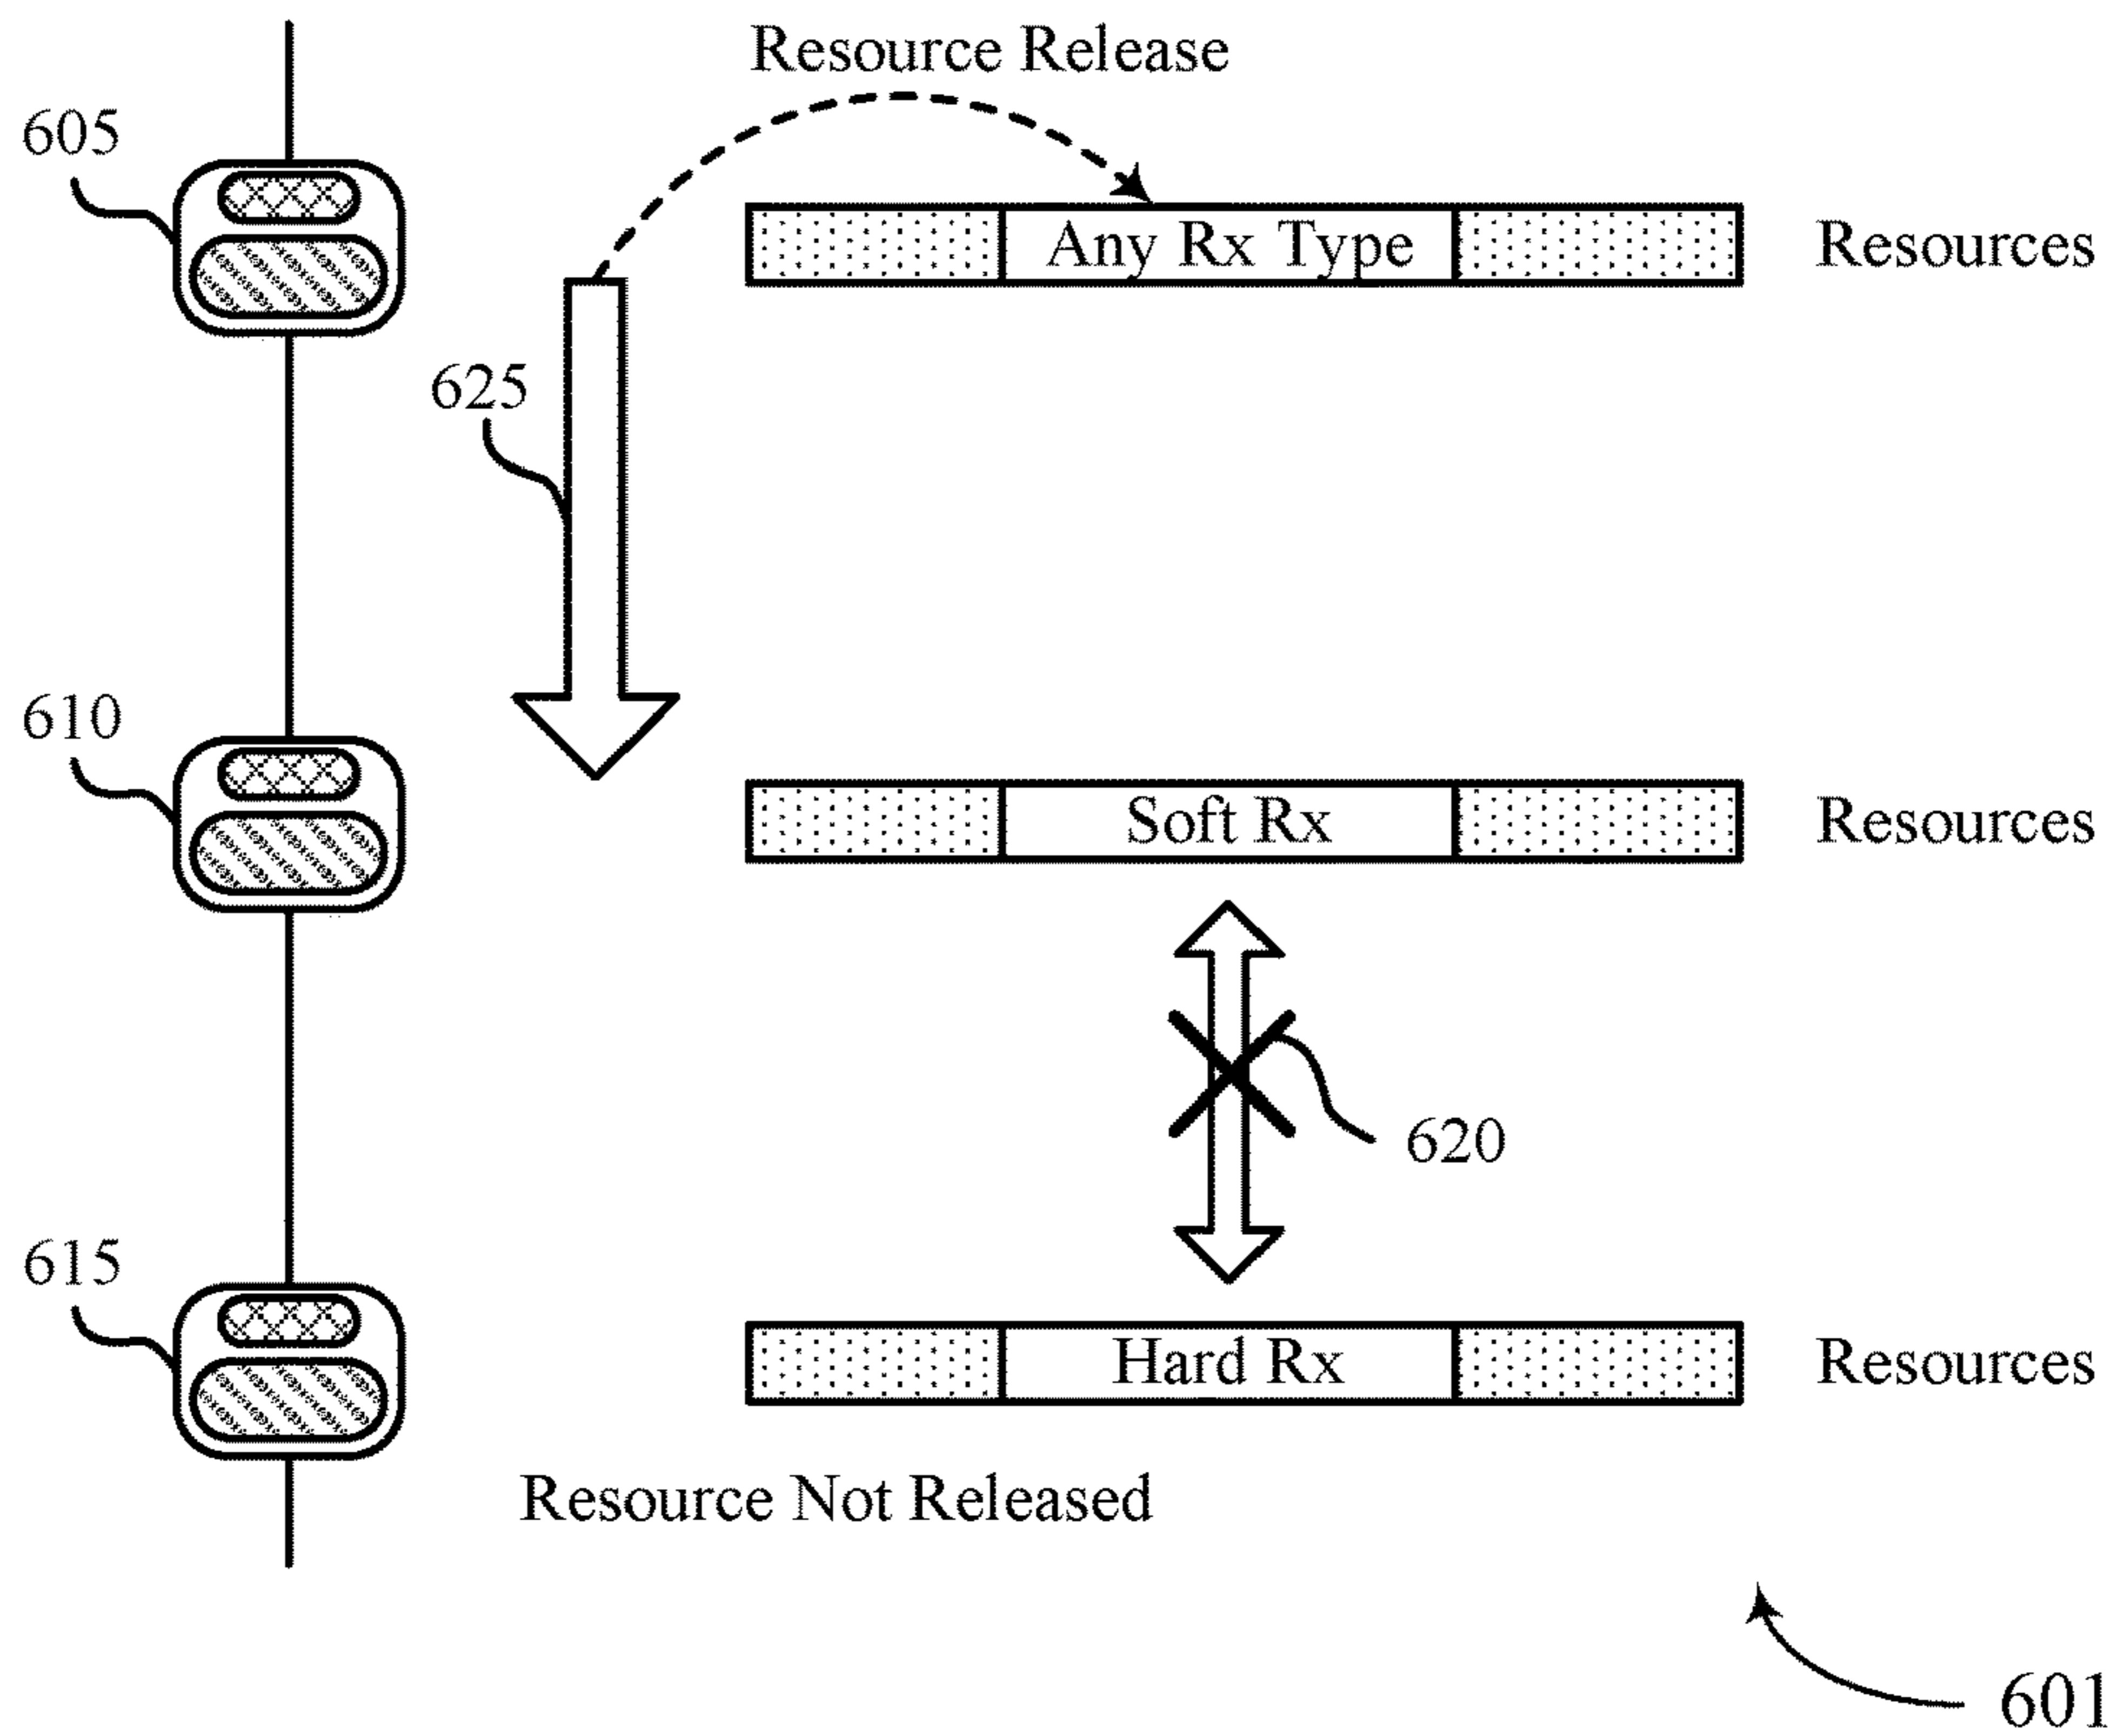 Resource Release
605
Any Rx Type
Resources
625
610
Soft Rx
Resources
620
615
Hard Rx
Resources
Resource Not Released
601